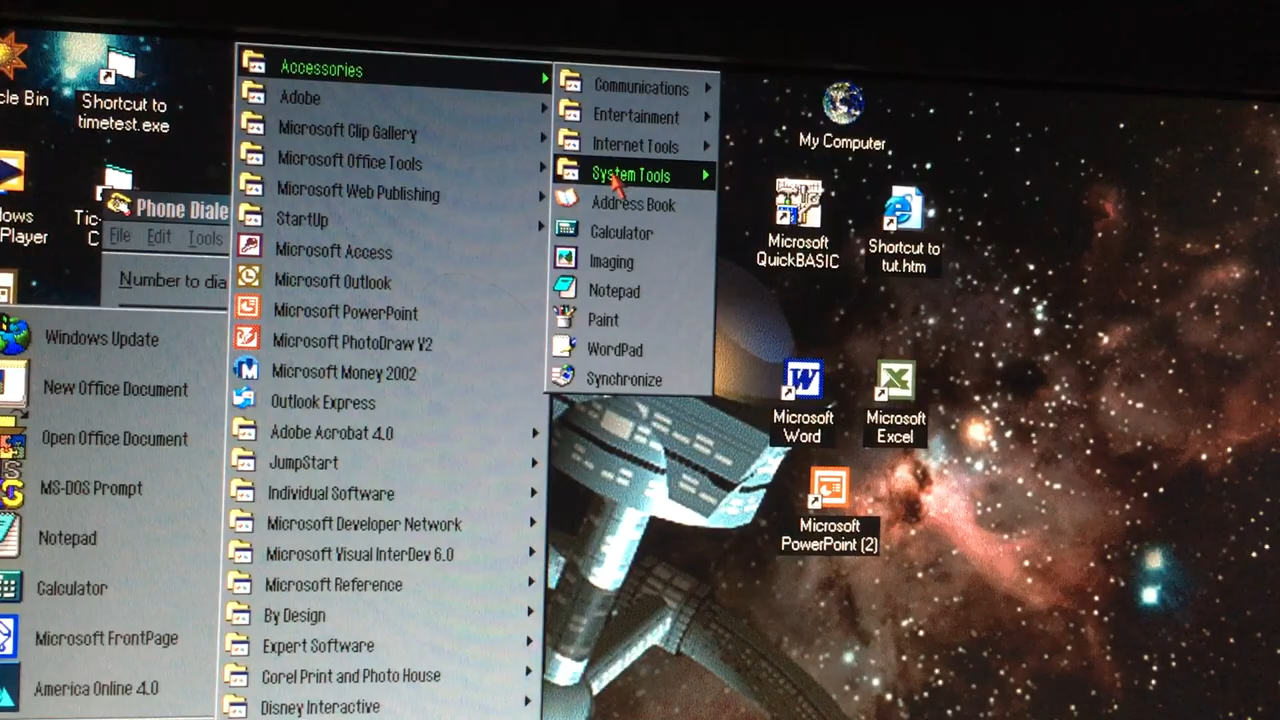 cle Bin
Shortcut to
timetest.exe
ows
Player
Tic-
C
Phone Diale
File Edit Tools
Number to dia
Windows Update
New Office Document
Open Office Document
MS-DOS Prompt
Notepad
Calculator
Microsoft FrontPage
America Online 4.0
Accessories
Adobe
Microsoft Clip Gallery
Microsoft Office Tools
Microsoft Web Publishing
StartUp
Microsoft Access
Microsoft Outlook
Microsoft PowerPoint
Microsoft PhotoDraw V2
Microsoft Money 2002
Outlook Express
Adobe Acrobat 4.0
JumpStart
Individual Software
Microsoft Developer Network
Microsoft Visual InterDev 6.0
Microsoft Reference
By Design
Expert Software
Corel Print and Photo House
Disney Interactive
Communications
Entertainment
Internet Tools
System Tools
Address Book
Calculator
Imaging
Notepad
Paint
WordPad
Synchronize
My Computer
Microsoft
QuickBASIC
Shortcut to
tut.htm
Microsoft
Word
Microsoft
Excel
Microsoft
PowerPoint (2)